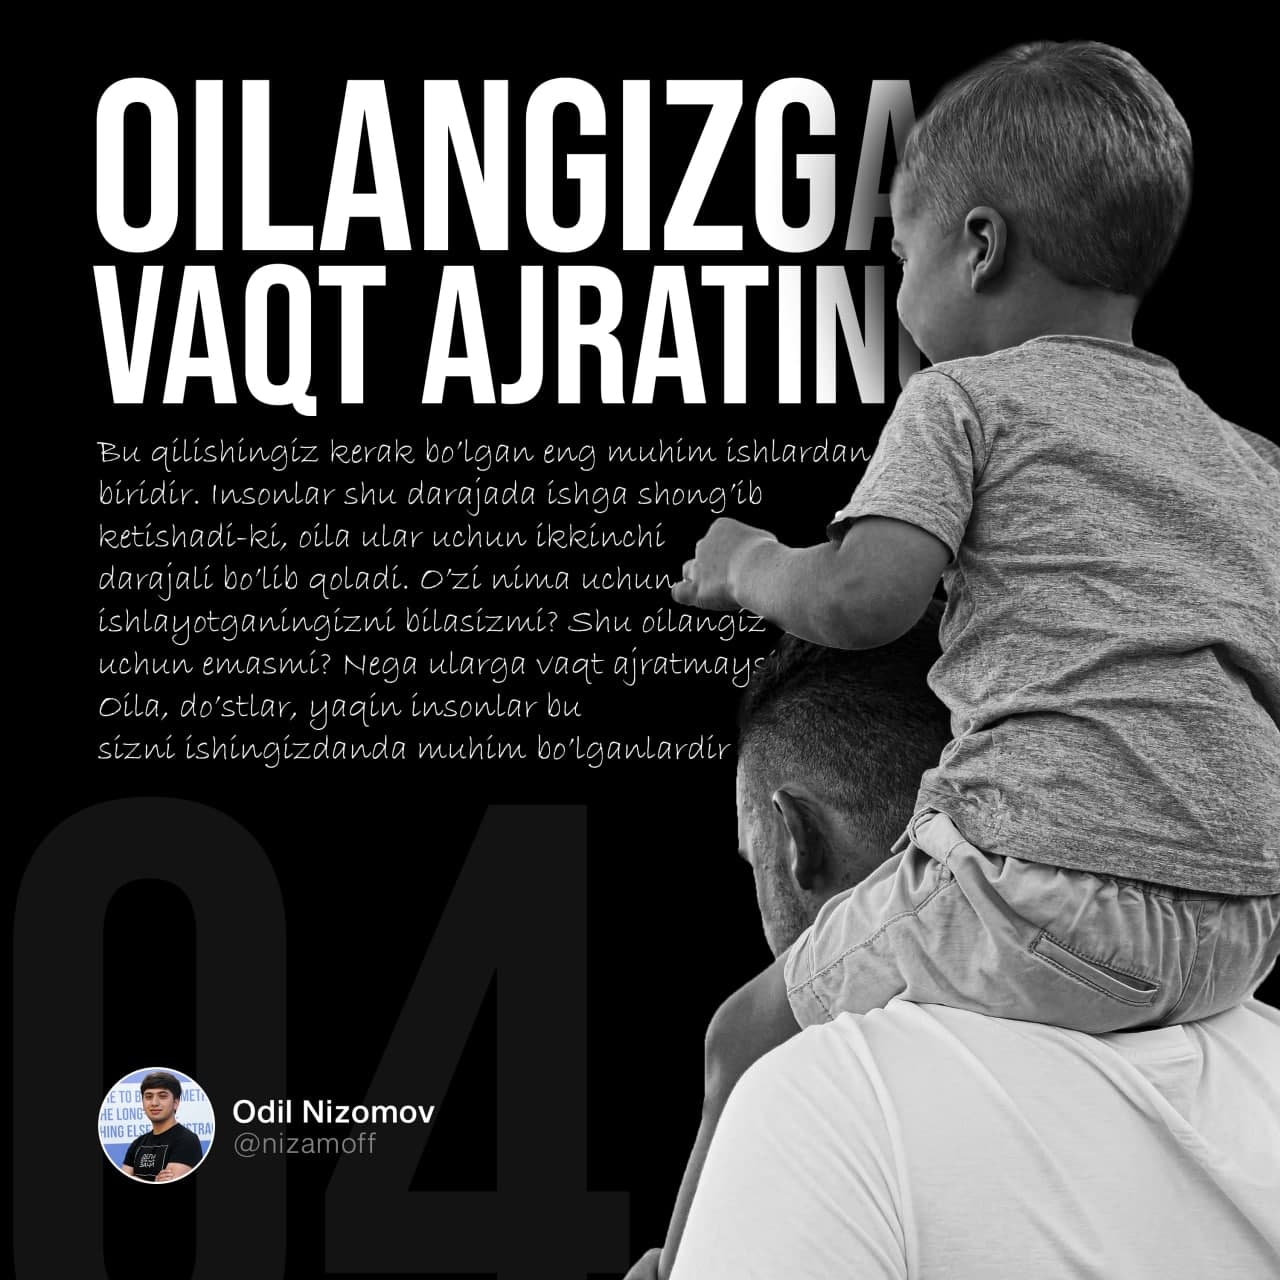 OILANGIZGA
VAQT AJRATING
Bu qilishingiz kerak bo'lgan eng muhim ishlardan
biridir. Insonlar shu darajada ishga shong'ib
ketishadi-ki, oila ular uchun ikkinchi
darajali bo'lib qoladi. O'zi nima uchun
ishlayotganingizni bilasizmi? Shu oilangiz
uchun emasmi? Nega ularga vaqt
Oila, do'stlar, yaqin insonlar bu
sizni ishingizdanda muhim bo'lganlardir
04
Odil Nizomov
@nizamoff